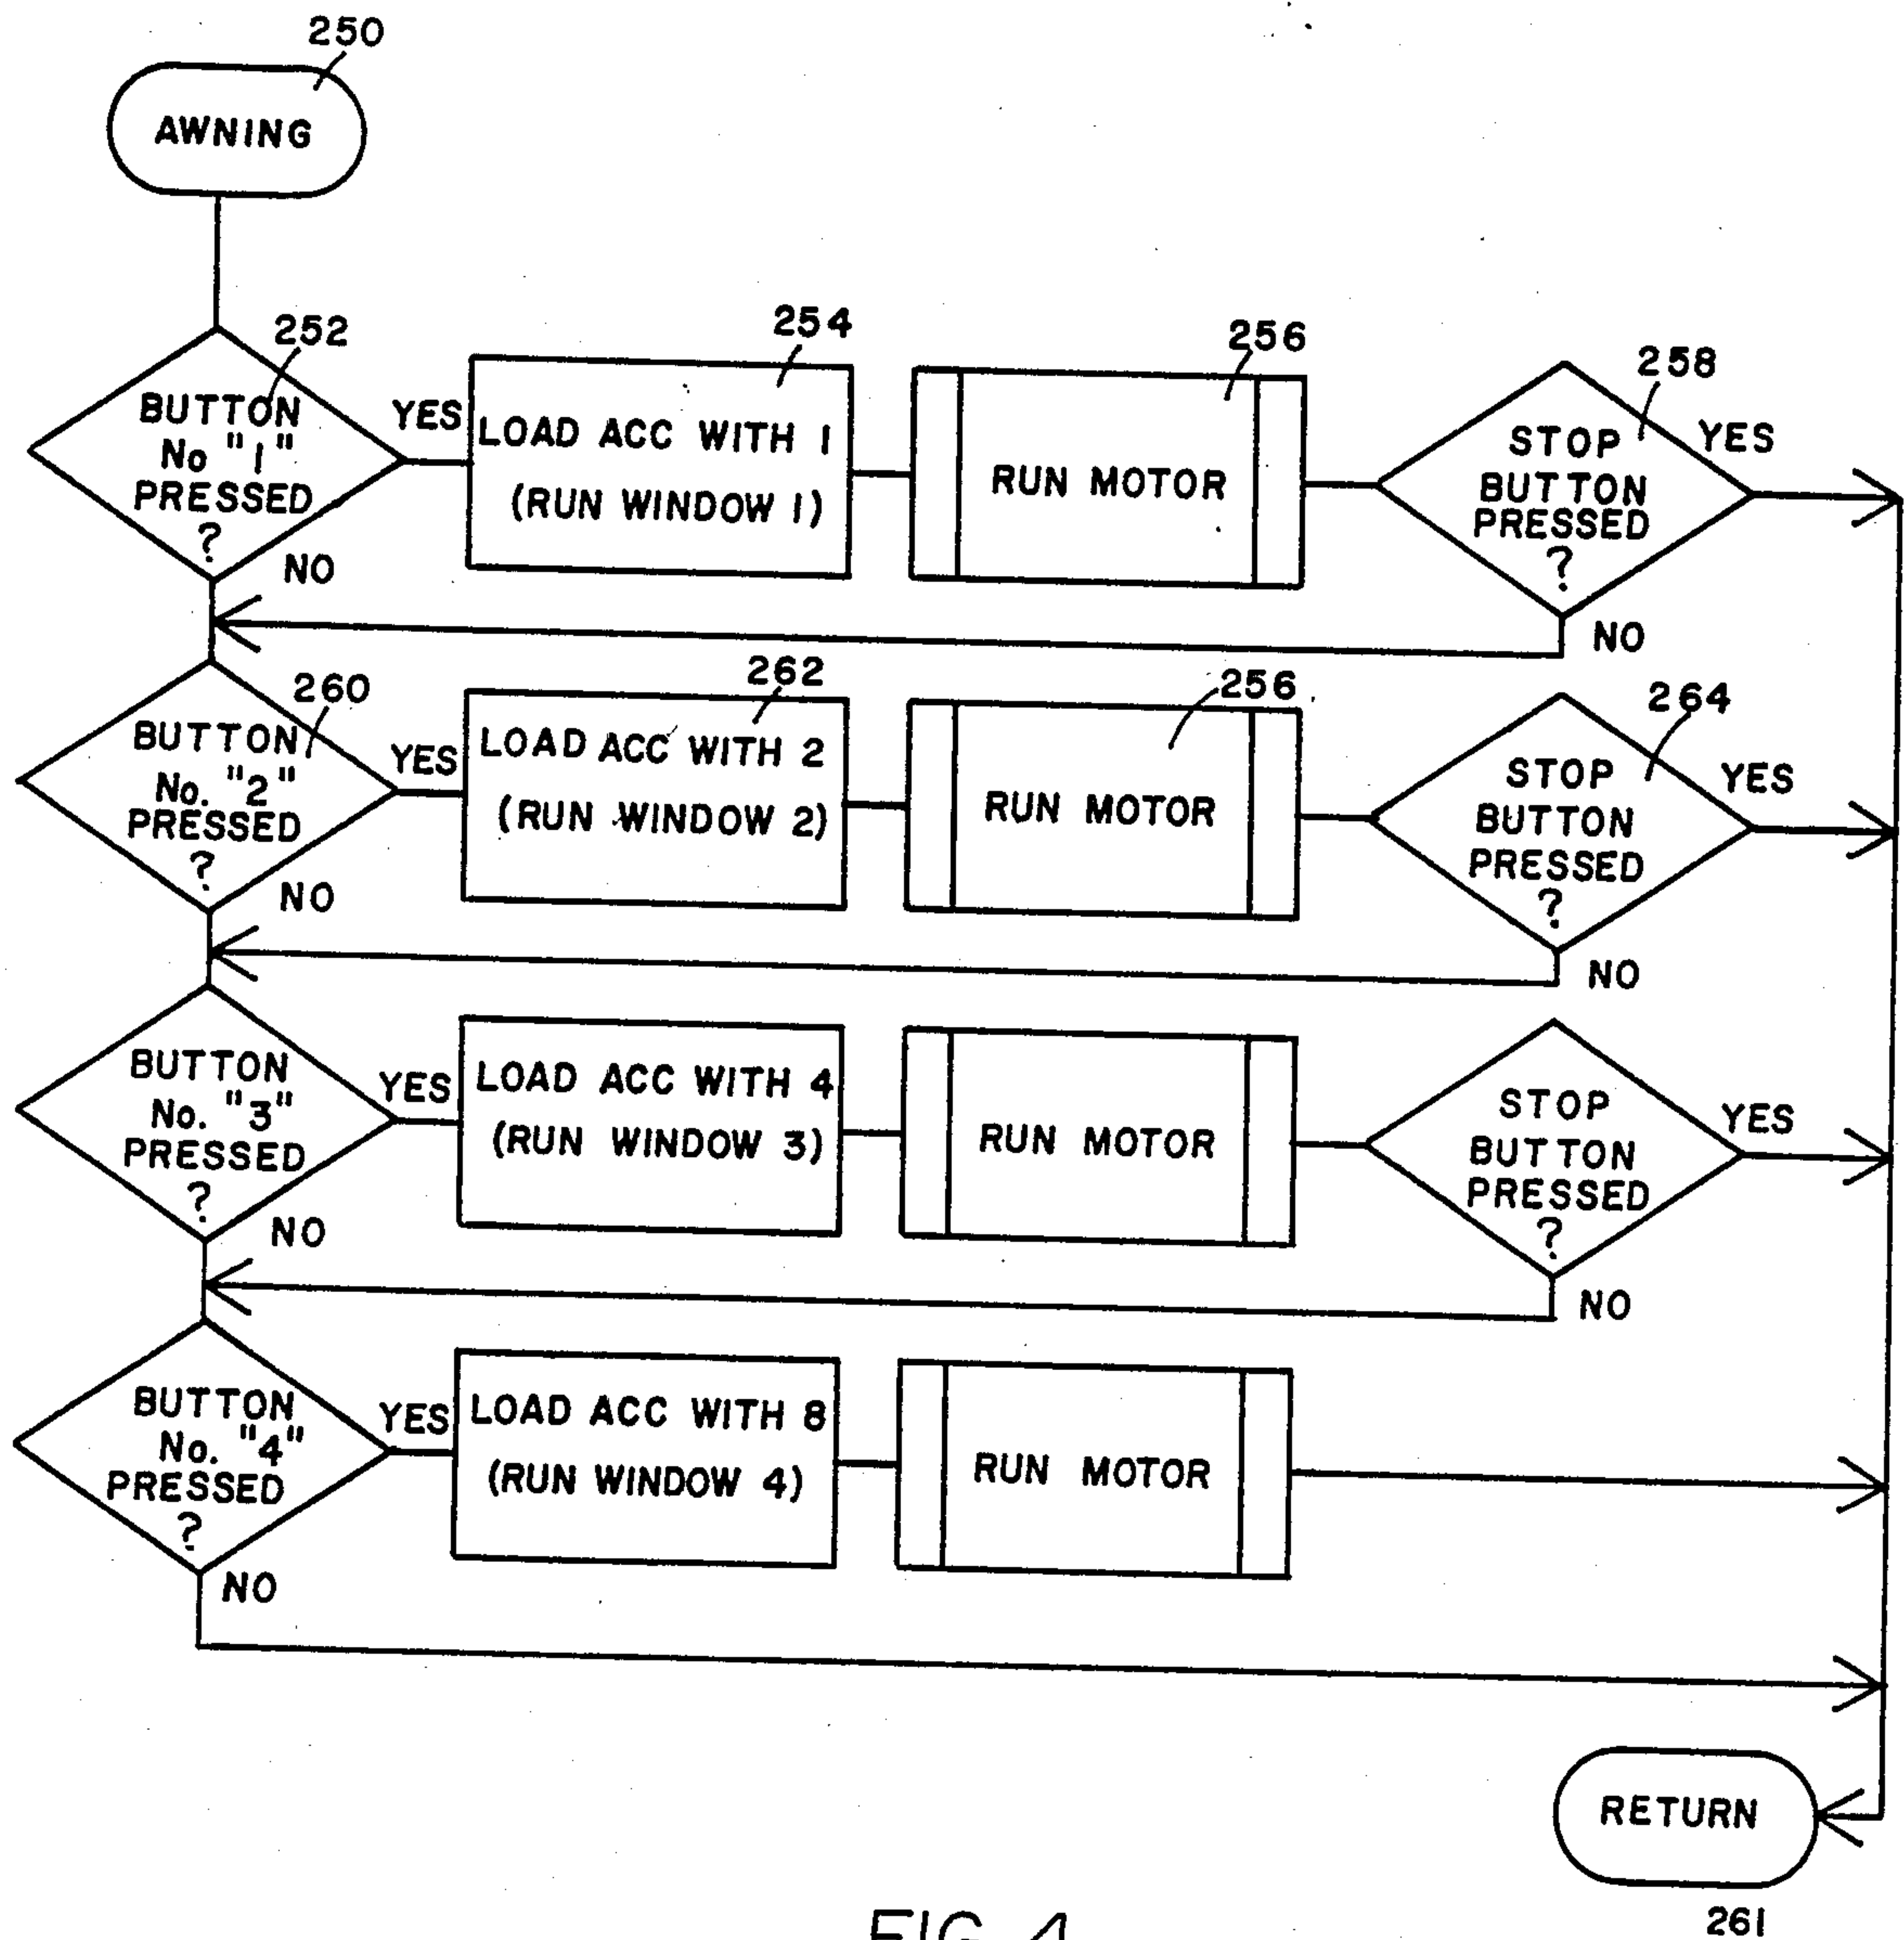 250
AWNING
252
BUTTON
No "1"
PRESSED
?
YES
NO
254
LOAD ACC WITH 1
(RUN WINDOW 1)
256
RUN MOTOR
258
STOP
BUTTON
PRESSED
?
YES
NO
260
BUTTON
No. "2"
PRESSED
?
YES
NO
262
LOAD ACC WITH 2
(RUN WINDOW 2)
256
RUN MOTOR
264
STOP
BUTTON
PRESSED
?
YES
NO
BUTTON
No. "3"
PRESSED
?
YES
NO
LOAD ACC WITH 4
(RUN WINDOW 3)
RUN MOTOR
STOP
BUTTON
PRESSED
?
YES
NO
BUTTON
No. "4"
PRESSED
?
YES
NO
LOAD ACC WITH 8
(RUN WINDOW 4)
RUN MOTOR
RETURN
261
FIG. 4